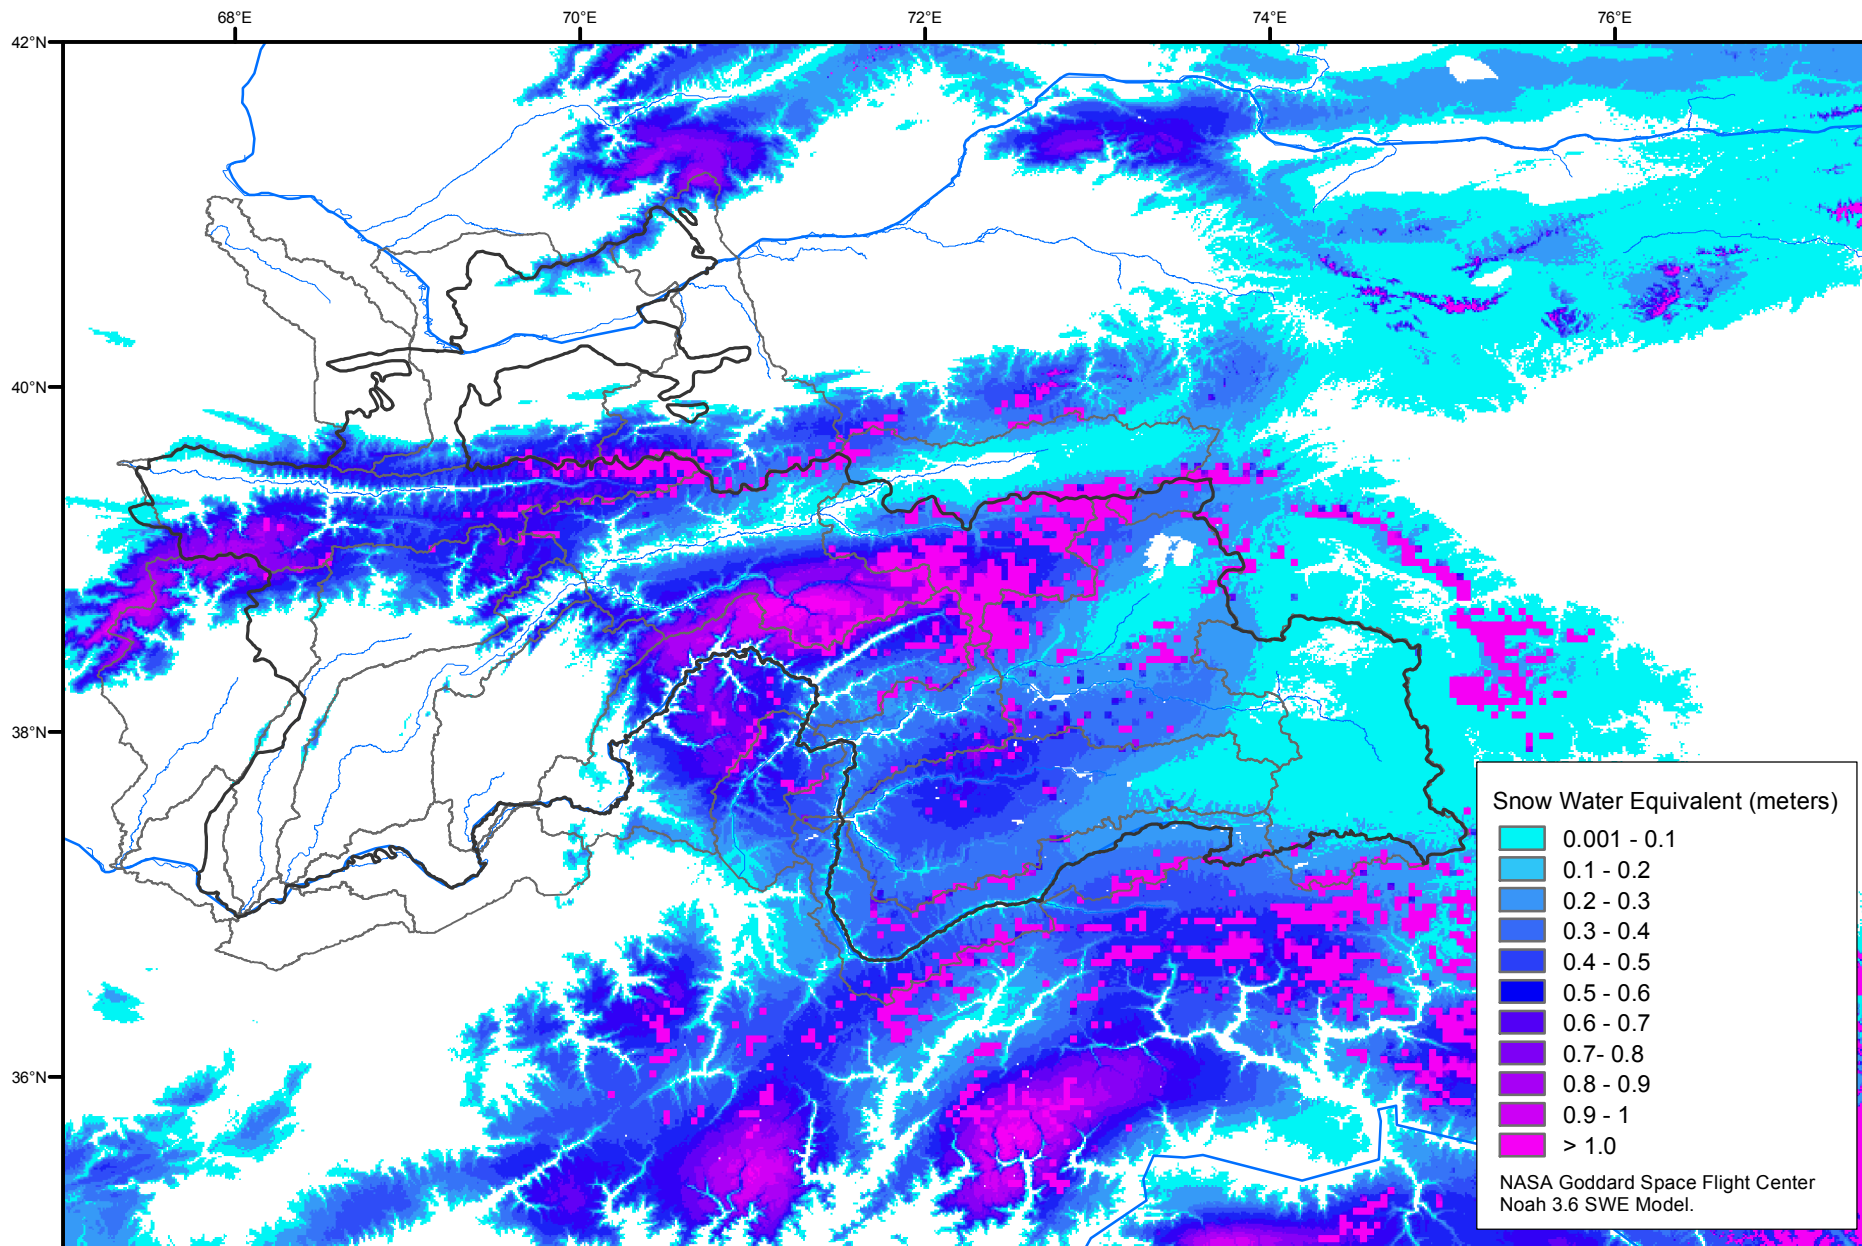 68°E 70°E 72°E 74°E 76°E
42°N
40°N
38°N
36°N
Snow Water Equivalent (meters)
0.001 - 0.1
0.1 - 0.2
0.2 - 0.3
0.3 - 0.4
0.4 - 0.5
0.5 - 0.6
0.6 - 0.7
0.7- 0.8
0.8 - 0.9
0.9 - 1
> 1.0
NASA Goddard Space Flight Center
Noah 3.6 SWE Model.